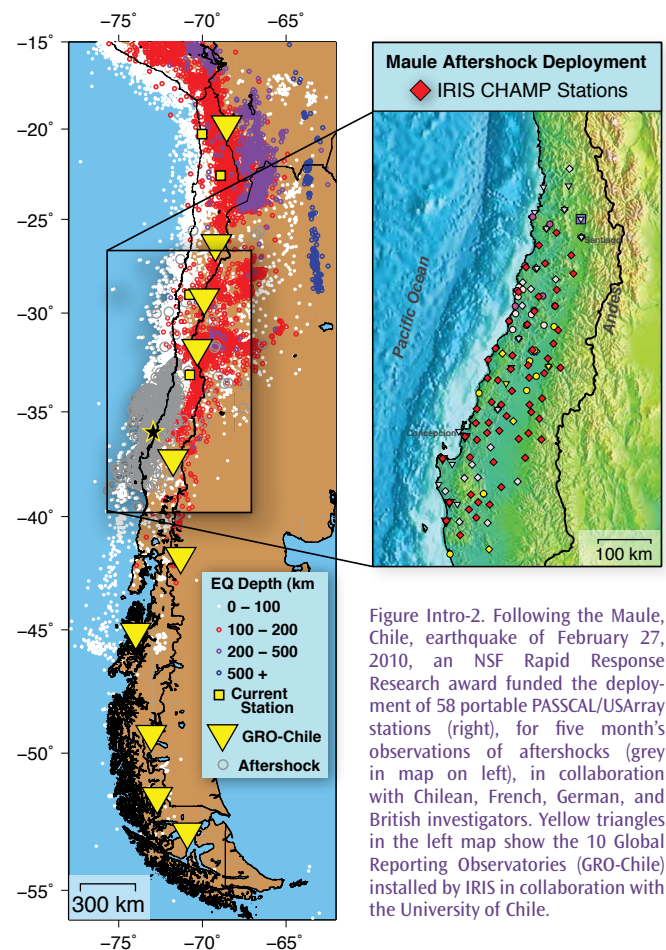 −75°
−70°
−65°
−15°
−20°
−25°
−30°
−35°
−40°
−45°
−50°
−55°
EQ Depth (km
0 – 100
100 – 200
200 – 500
500 +
Current
Station
GRO-Chile
Aftershock
300 km
−75°
−70°
−65°
Maule Aftershock Deployment
IRIS CHAMP Stations
Pacific Ocean
Santiago
Andes
Concepcion
100 km
Figure Intro-2. Following the Maule,
Chile, earthquake of February 27,
2010, an NSF Rapid Response
Research award funded the deploy-
ment of 58 portable PASSCAL/USArray
stations (right), for five month's
observations of aftershocks (grey
in map on left), in collaboration
with Chilean, French, German, and
British investigators. Yellow triangles
in the left map show the 10 Global
Reporting Observatories (GRO-Chile)
installed by IRIS in collaboration with
the University of Chile.